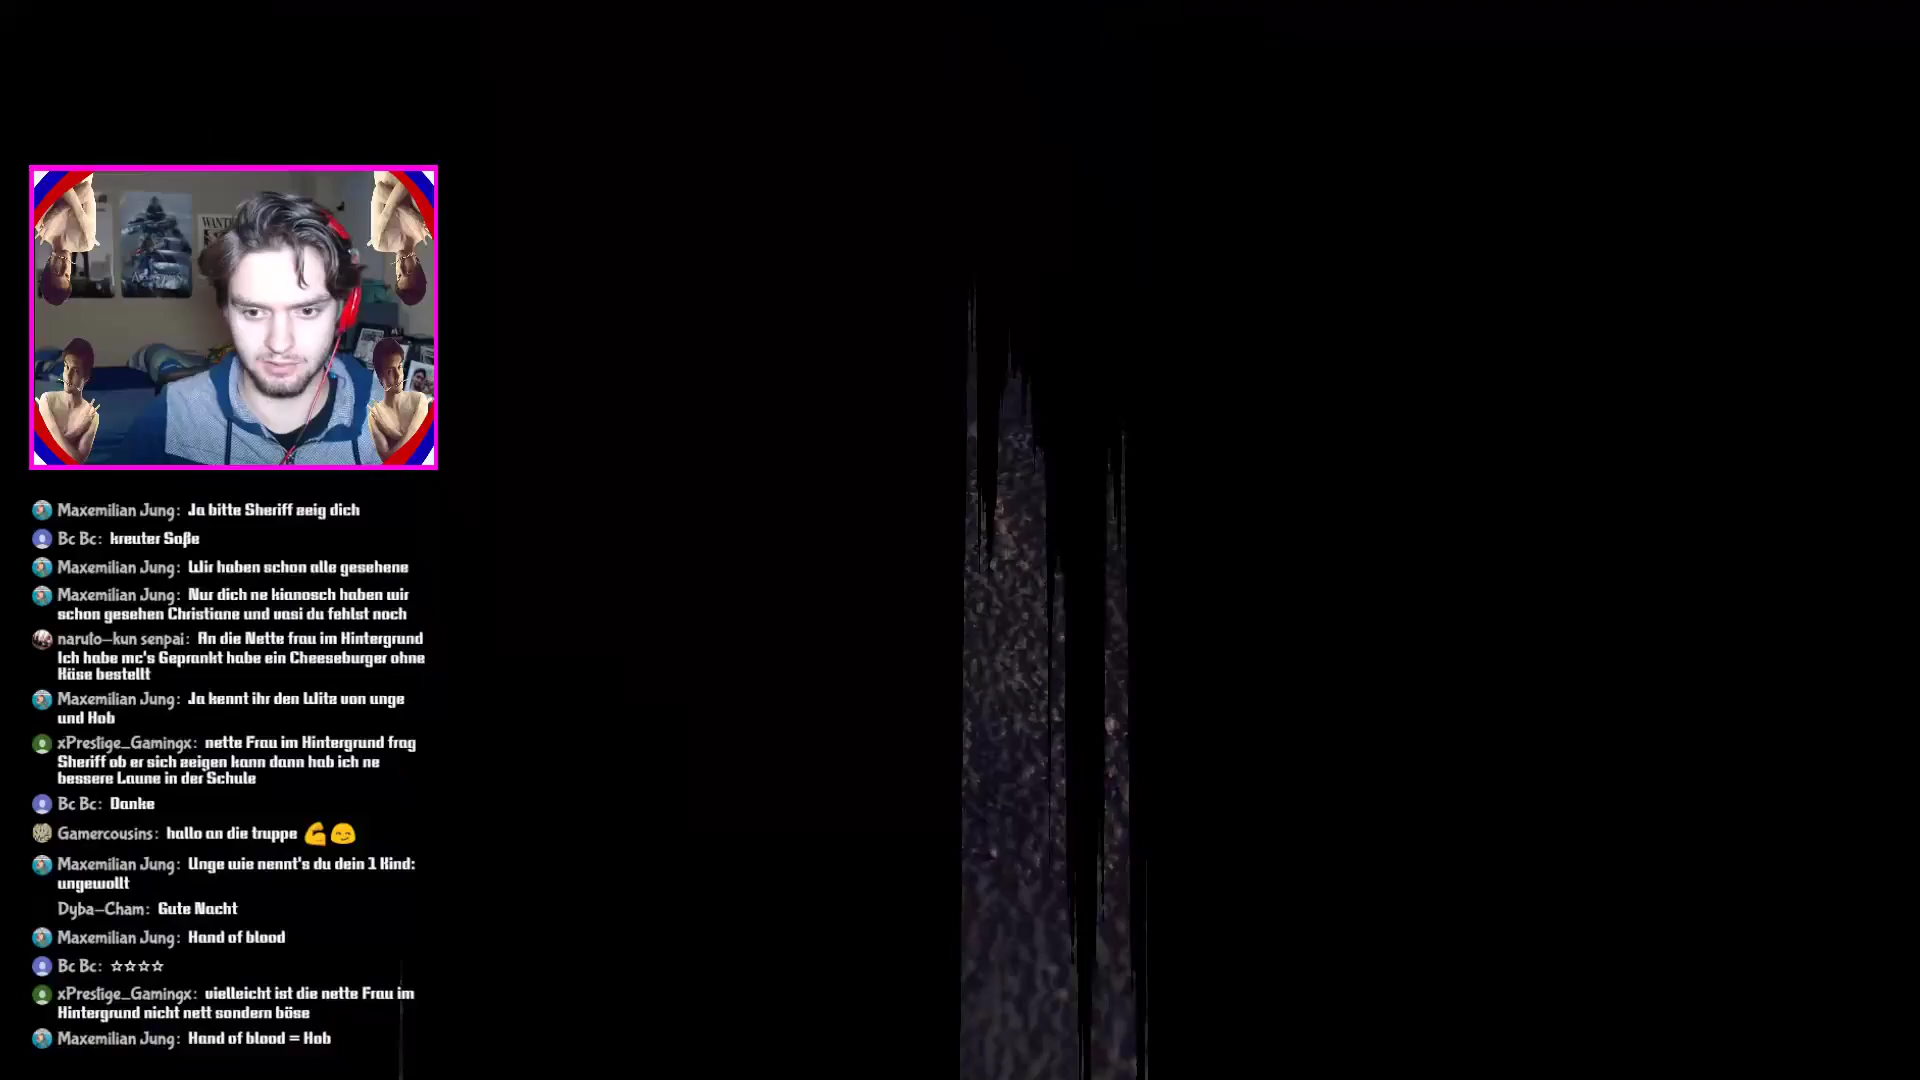 WANTE
Maxemilian Jung: Ja bitte Sheriff zeig dich
Bc Bc: kreuter Soße
Maxemilian Jung: Wir haben schon alle gesehene
Maxemilian Jung: Nur dich ne kianosch haben wir
schon gesehen Christiane und vasi du fehlst noch
naruto-kun senpai: An die Nette frau im Hintergrund
Ich habe mc's Geprankt habe ein Cheeseburger ohne
Käse bestellt
Maxemilian Jung: Ja kennt ihr den Witz von unge
und Hob
xPrestige_Gamingx: nette Frau im Hintergrund frag
Sheriff ob er sich zeigen kann dann hab ich ne
bessere Laune in der Schule
Bc Bc: Danke
Gamercousins: hallo an die truppe 💪😏
Maxemilian Jung: Unge wie nennt's du dein 1 Kind:
ungewollt
Dyba-Cham: Gute Nacht
Maxemilian Jung: Hand of blood
Bc Bc: ☆☆☆☆
xPrestige_Gamingx: vielleicht ist die nette Frau im
Hintergrund nicht nett sondern böse
Maxemilian Jung: Hand of blood = Hob